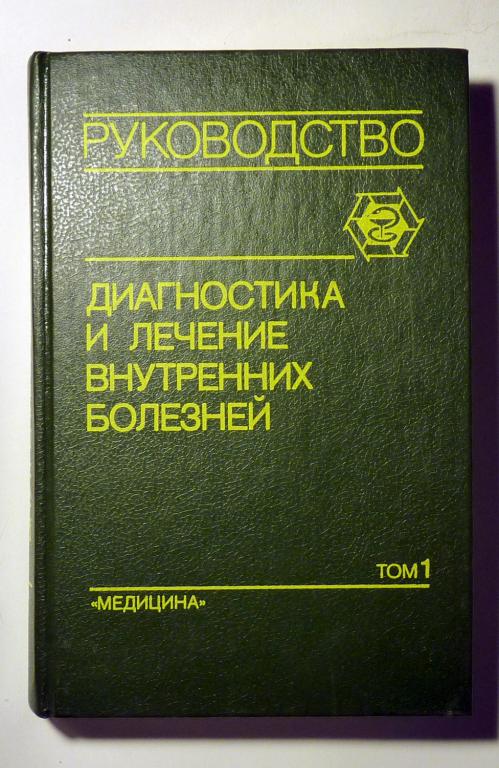 РУКОВОДСТВО
ДИАГНОСТИКА
И ЛЕЧЕНИЕ
ВНУТРЕННИХ
БОЛЕЗНЕЙ
ТОМ 1
«МЕДИЦИНА»